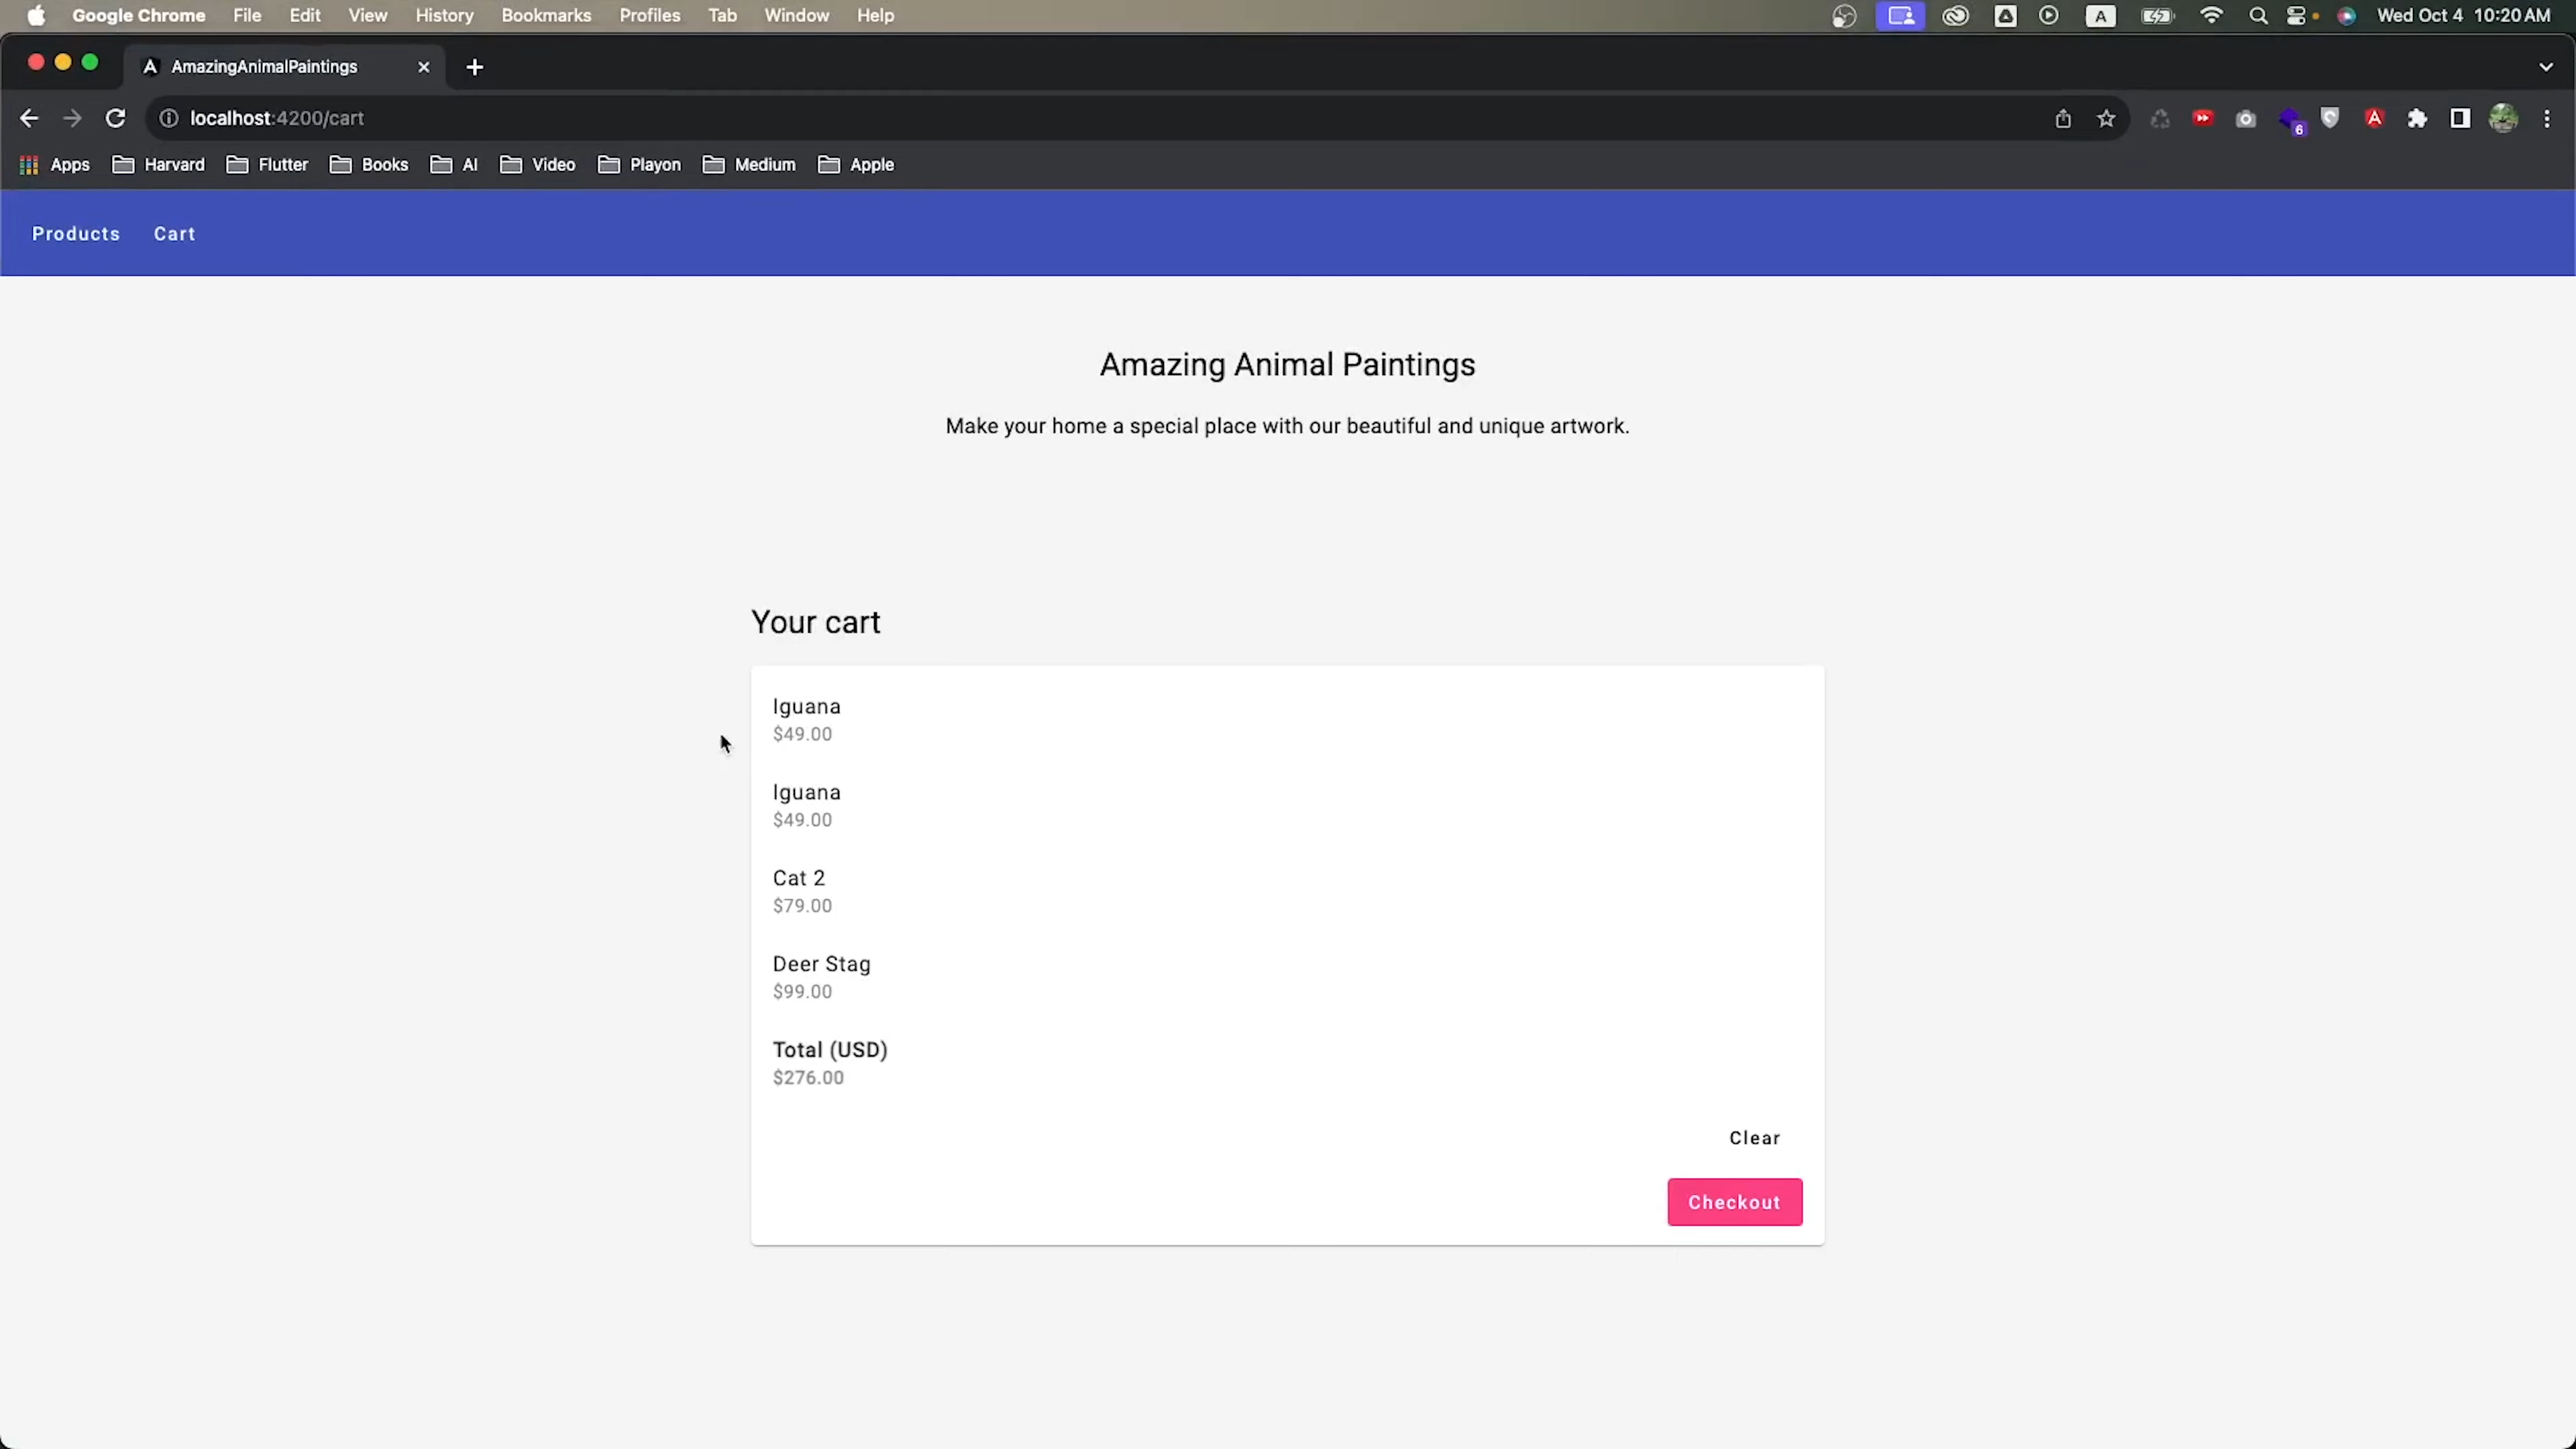 Google Chrome File Edit View History Bookmarks Profiles Tab Window Help A Wed Oct 4 10:20 AM
AmazingAnimalPaintings
localhost:4200/cart
6
Apps Harvard Flutter Books AI Video Playon Medium Apple
Products Cart
Amazing Animal Paintings
Make your home a special place with our beautiful and unique artwork.
Your cart
Iguana
$49.00
Iguana
$49.00
Cat 2
$79.00
Deer Stag
$99.00
Total (USD)
$276.00
Clear
Checkout